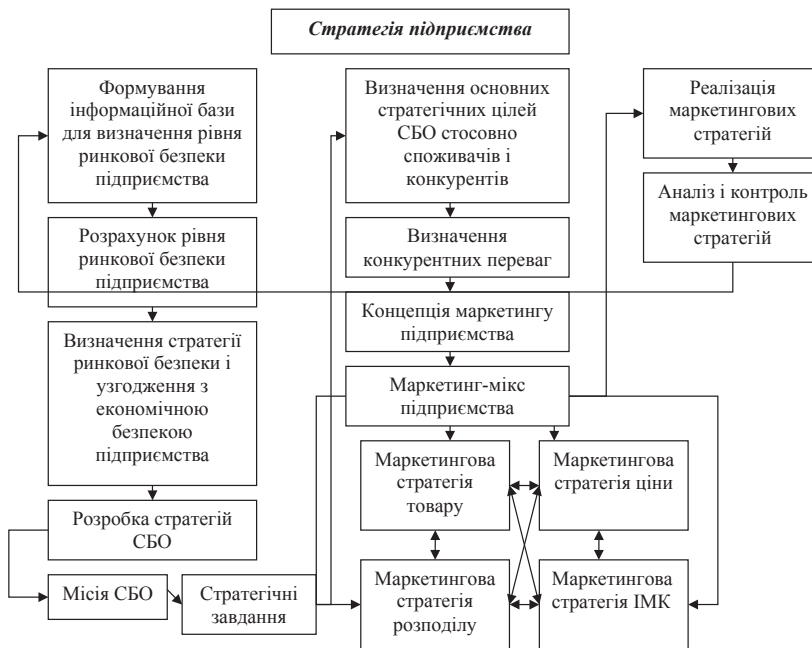 Стратегія підприємства
Формування
інформаційної бази
для визначення рівня
ринкової безпеки
підприємства
Розрахунок рівня
ринкової безпеки
підприємства
Визначення стратегії
ринкової безпеки і
узгодження з
економічною
безпекою
підприємства
Розробка стратегій
СБО
Місія СБО
Стратегічні
завдання
Визначення основних
стратегічних цілей
СБО стосовно
споживачів і
конкурентів
Визначення
конкурентних переваг
Концепція маркетингу
підприємства
Маркетинг-мікс
підприємства
Маркетингова
стратегія
товару
Маркетингова
стратегія ціни
Маркетингова
стратегія
розподілу
Маркетингова
стратегія ІМК
Реалізація
маркетингових
стратегій
Аналіз і контроль
маркетингових
стратегій